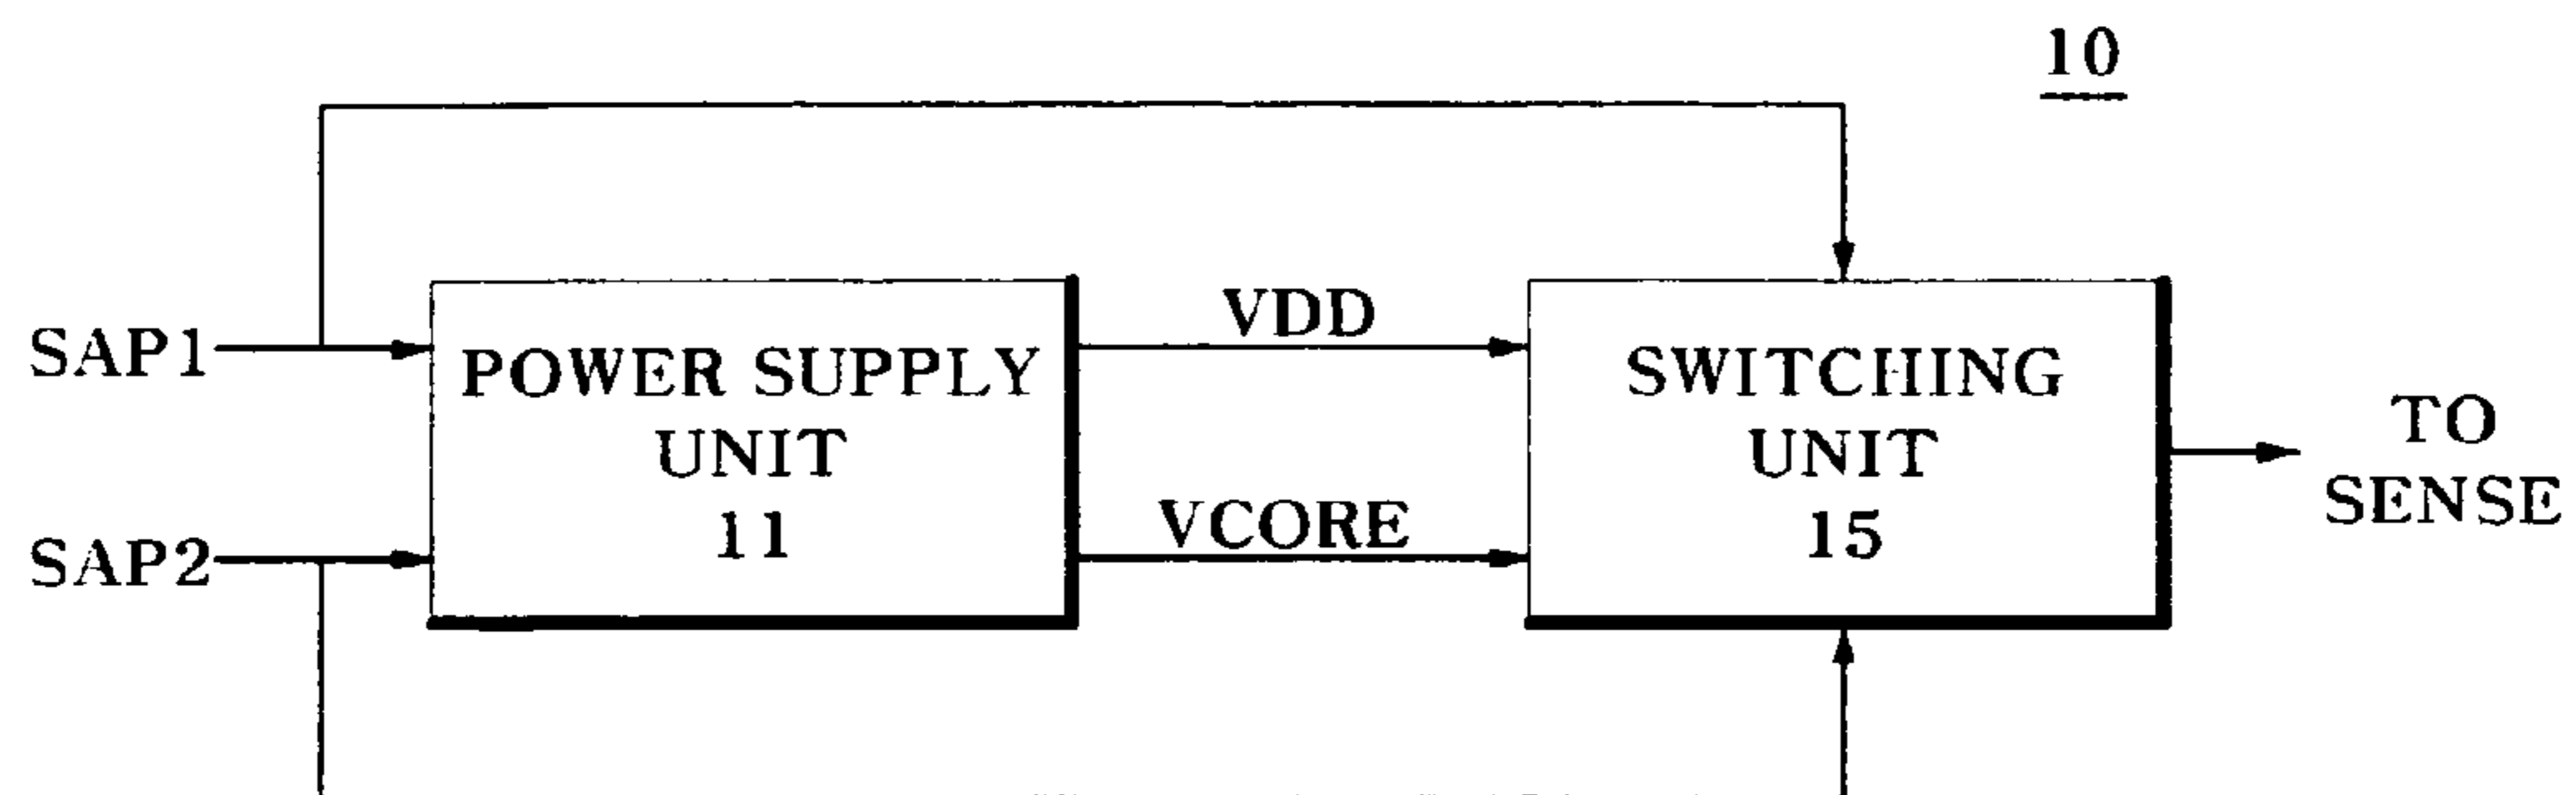 10
SAP1
SAP2
POWER SUPPLY
UNIT
11
VDD
VCORE
SWITCHING
UNIT
15
TO
SENSE